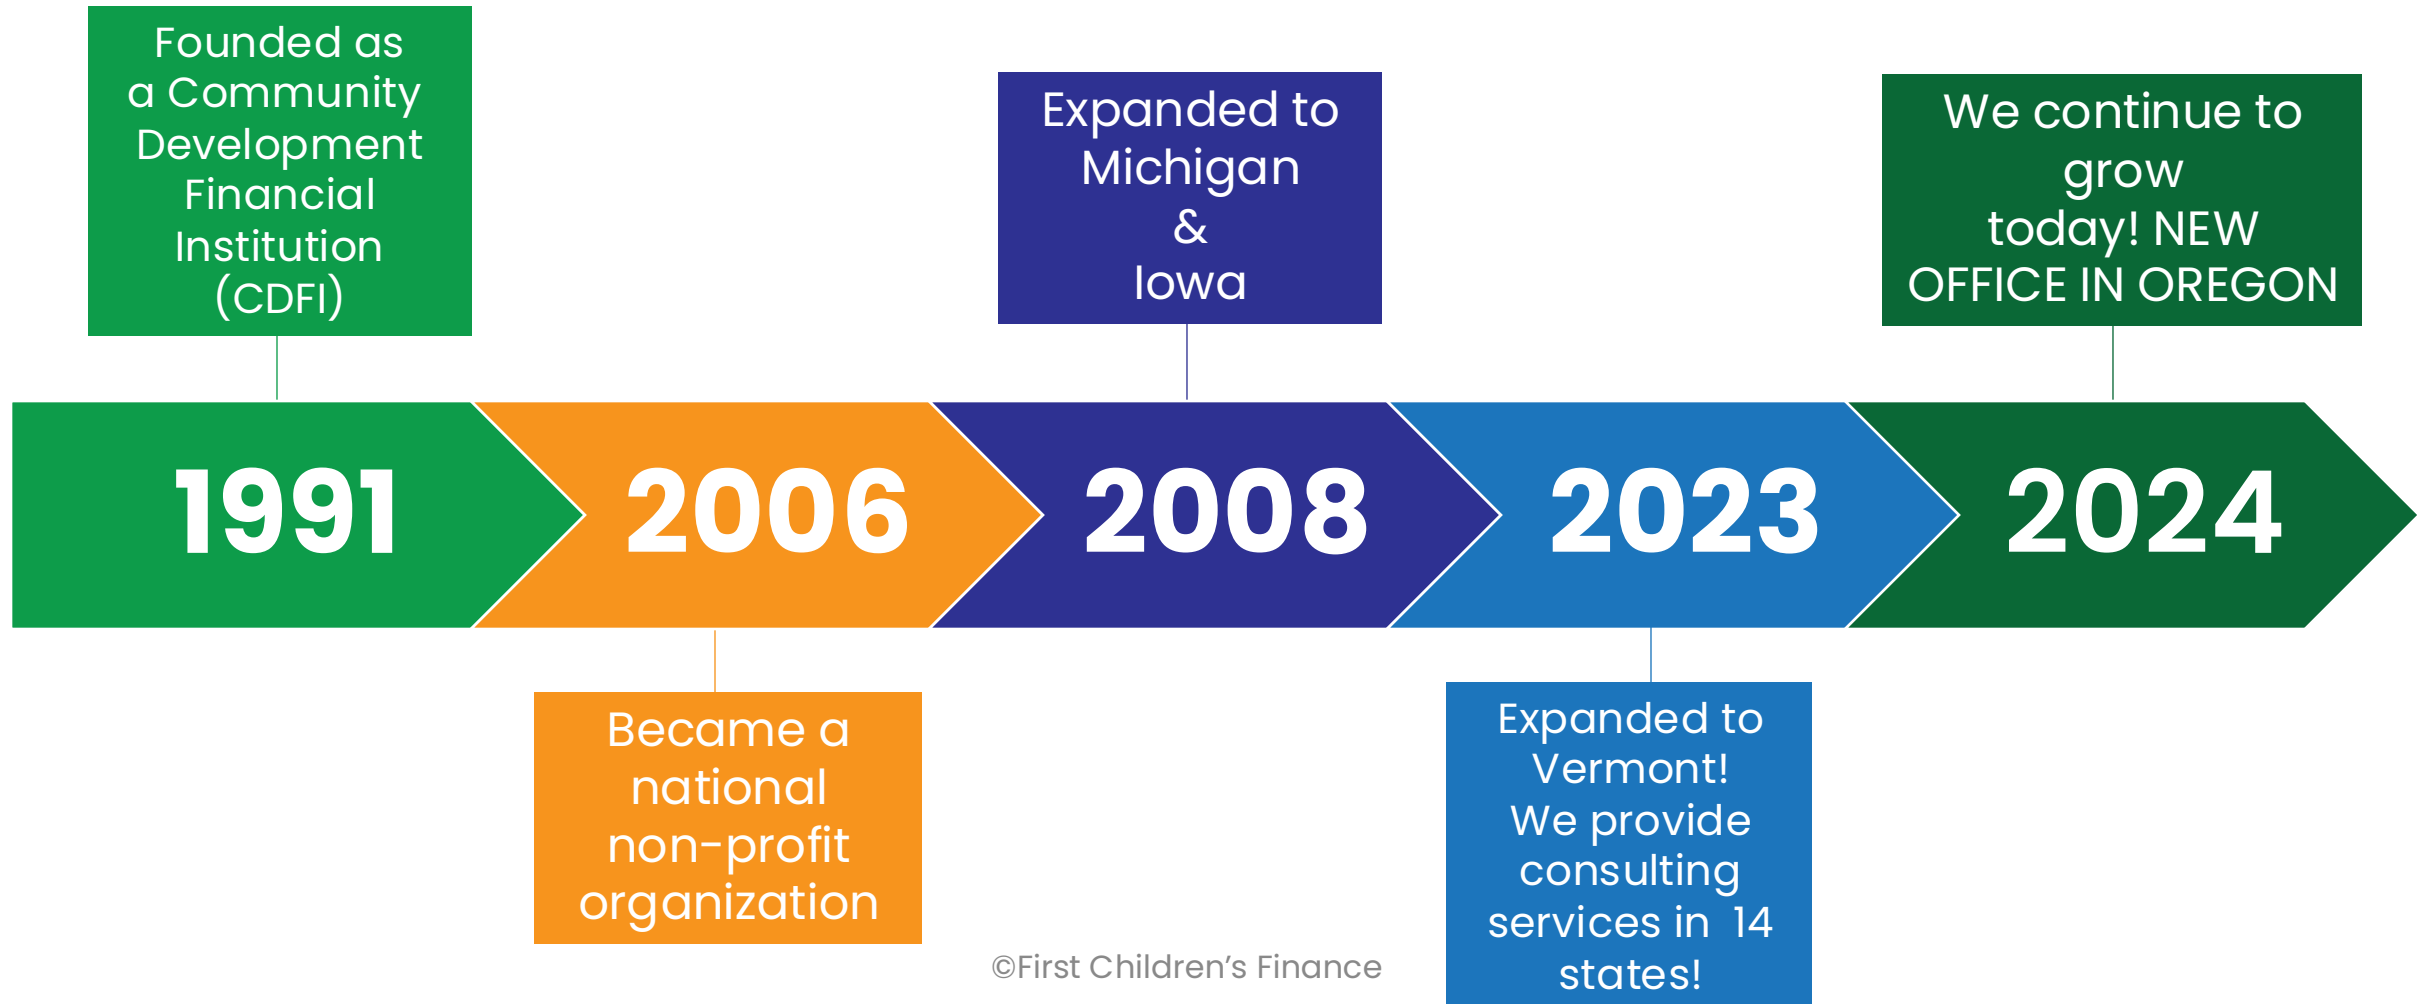 Founded as
a Community
Development
Financial
Institution
(CDFI)
Expanded to
Michigan
&
Iowa
We continue to
grow
today! NEW
OFFICE IN OREGON
1991
2006
2008
2023
2024
Became a
national
non-profit
organization
Expanded to
Vermont!
We provide
consulting
services in 14
states!
©First Children’s Finance